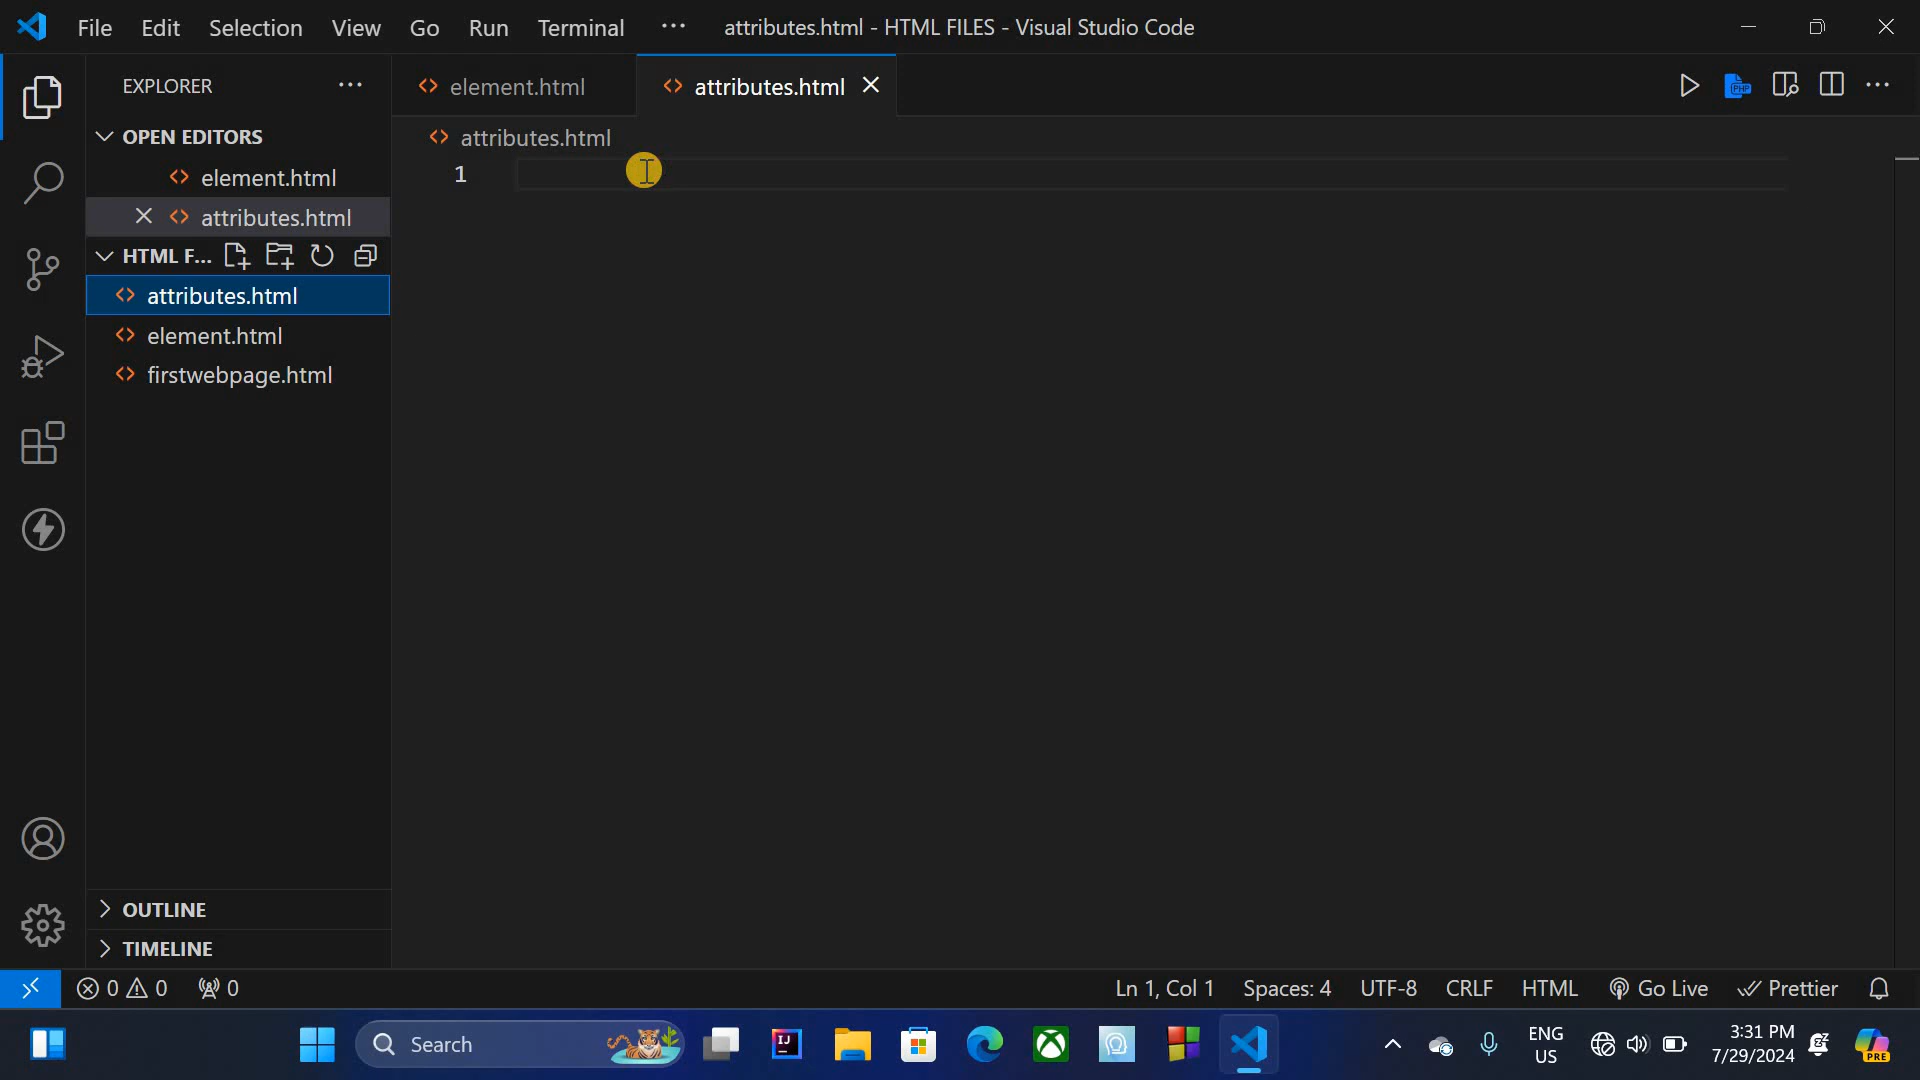 File Edit Selection View Go Run Terminal ··· attributes.html - HTML FILES - Visual Studio Code
EXPLORER ···
element.html
attributes.html
OPEN EDITORS
attributes.html
element.html
1
attributes.html
HTML F...
attributes.html
element.html
firstwebpage.html
OUTLINE
TIMELINE
0 0 0
Ln 1, Col 1 Spaces: 4 UTF-8 CRLF HTML Go Live Prettier
Search
ENG
US
3:31 PM
7/29/2024
PHP
IJ
PRE